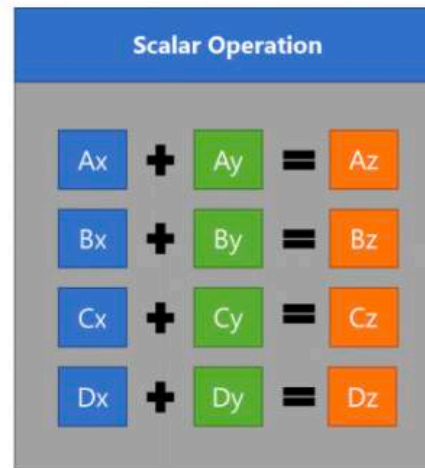 Scalar Operation
Ax + Ay = Az
Bx + By = Bz
Cx + Cy = Cz
Dx + Dy = Dz